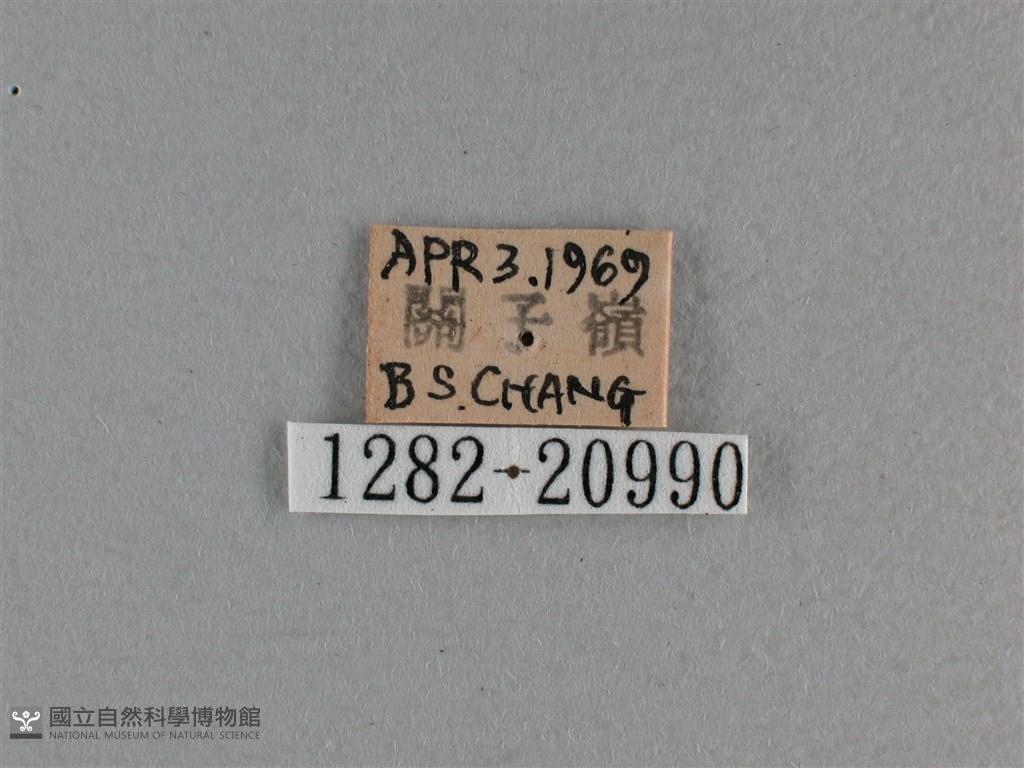 APR 3.1969
關子嶺
B S. CHANG
1282-20990
國立自然科學博物館
NATIONAL MUSEUM OF NATURAL SCIENCE